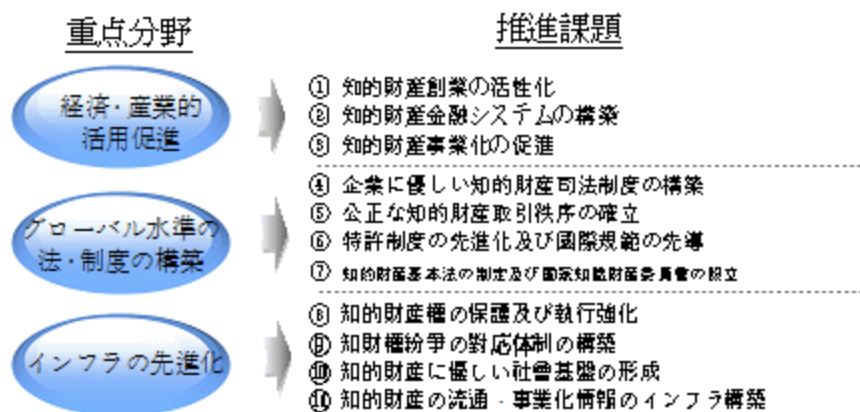 重点分野
推進課題
経済・産業的
活用促進
① 知的財産創業の活性化
② 知的財産金融システムの構築
③ 知的財産事業化の促進
グローバル水準の
法・制度の構築
④ 企業に優しい知的財産司法制度の構築
⑤ 公正な知的財産取引秩序の確立
⑥ 特許制度の先進化及び國際規範の先導
⑦ 知的財産基本法の制定及び國家知識財産委員會の設立
インフラの先進化
⑧ 知的財産權の保護及び執行強化
⑨ 知財權紛爭の對応体制の構築
⑩ 知的財産に優しい社會基盤の形成
⑪ 知的財産の流通・事業化情報のインフラ構築